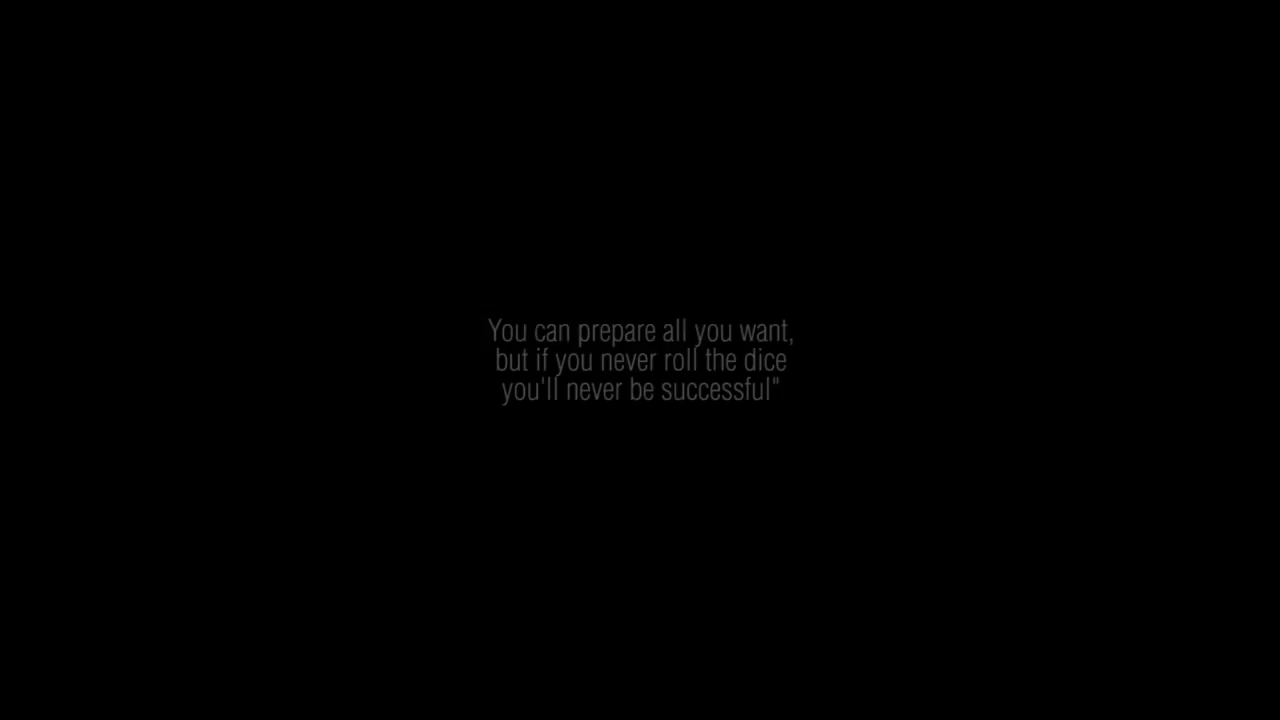 You can prepare all you want,
but if you never roll the dice
you'll never be successful"